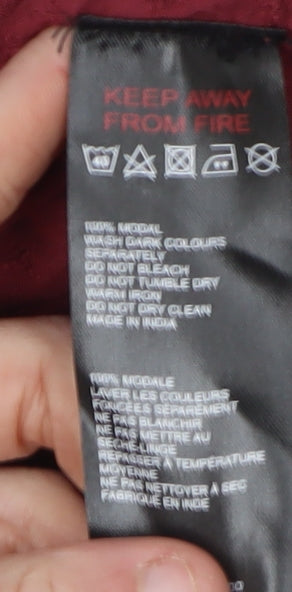 KEEP AWAY
FROM FIRE
40
100% MODAL
WASH DARK COLOURS
SEPARATELY
DO NOT BLEACH
DO NOT TUMBLE DRY
WARM IRON
DO NOT DRY CLEAN
MADE IN INDIA
100% MODALE
LAVER LES COULEURS
FONCÉES SÉPARÉMENT
NE PAS BLANCHIR
NE PAS METTRE AU
SÈCHE-LINGE
REPASSER À TEMPÉRATURE
MOYENNE
NE PAS NETTOYER À SEC
FABRIQUÉ EN INDE